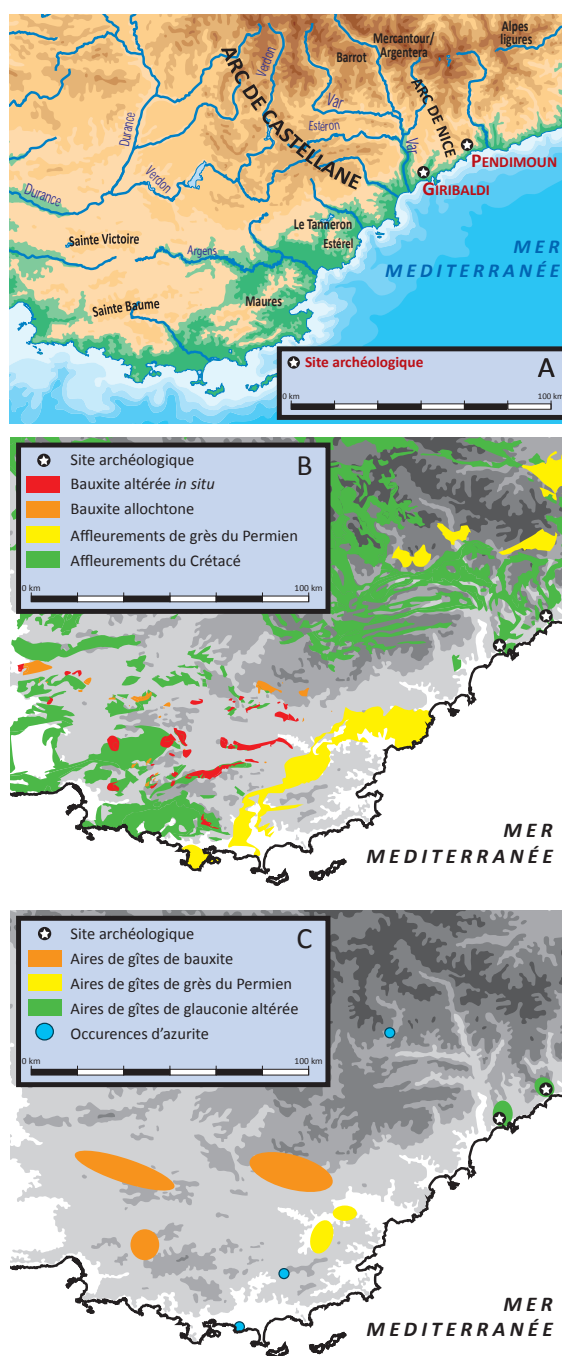 Alpes
ligures
Mercantour/
Argentera
Barrot
ARC DE CASTELLANE
Verdon
Var
ARC DE NICE
Durance
Estéron
Var
PENDIMOUN
GIRIBALDI
Verdon
Durance
Le Tanneron
Estérel
Sainte Victoire
Argens
MER
MEDITERRANÉE
Maures
Sainte Baume
Site archéologique
A
0 km
100 km
B
Site archéologique
Bauxite altérée in situ
Bauxite allochtone
Affleurements de grès du Permien
Affleurements du Crétacé
0 km
100 km
MER
MEDITERRANÉE
C
Site archéologique
Aires de gîtes de bauxite
Aires de gîtes de grès du Permien
Aires de gîtes de glauconie altérée
Occurences d'azurite
0 km
100 km
MER
MEDITERRANÉE